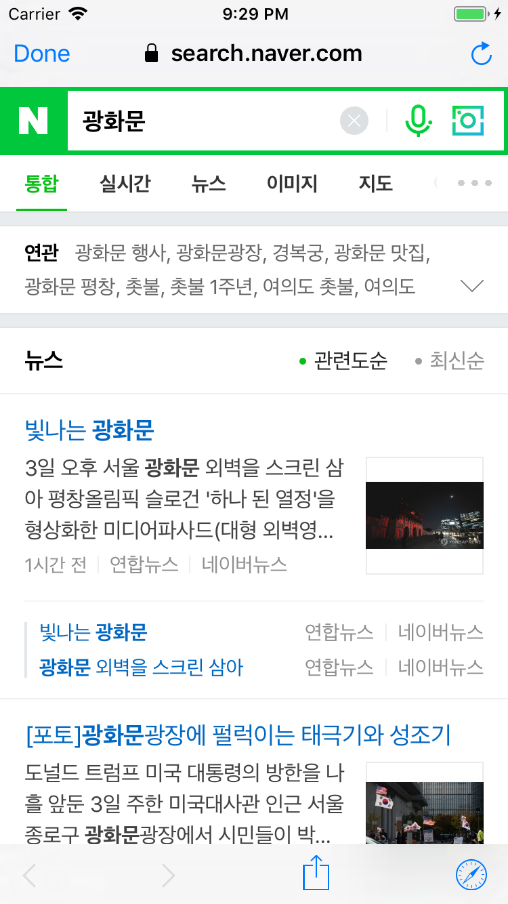 Carrier 9:29 PM
Done search.naver.com
N 광화문
통합 실시간 뉴스 이미지 지도
연관 광화문 행사, 광화문광장, 경복궁, 광화문 맛집,
광화문 평창, 촛불, 촛불 1주년, 여의도 촛불, 여의도
뉴스 관련도순 최신순
빛나는 광화문
3일 오후 서울 광화문 외벽을 스크린 삼
아 평창올림픽 슬로건 '하나 된 열정'을
형상화한 미디어파사드(대형 외벽영...
1시간 전 연합뉴스 네이버뉴스
빛나는 광화문 연합뉴스 네이버뉴스
광화문 외벽을 스크린 삼아 연합뉴스 네이버뉴스
[포토]광화문광장에 펄럭이는 태극기와 성조기
도널드 트럼프 미국 대통령의 방한을 나
흘 앞둔 3일 주한 미국대사관 인근 서울
종로구 광화문광장에서 시민들이 박...